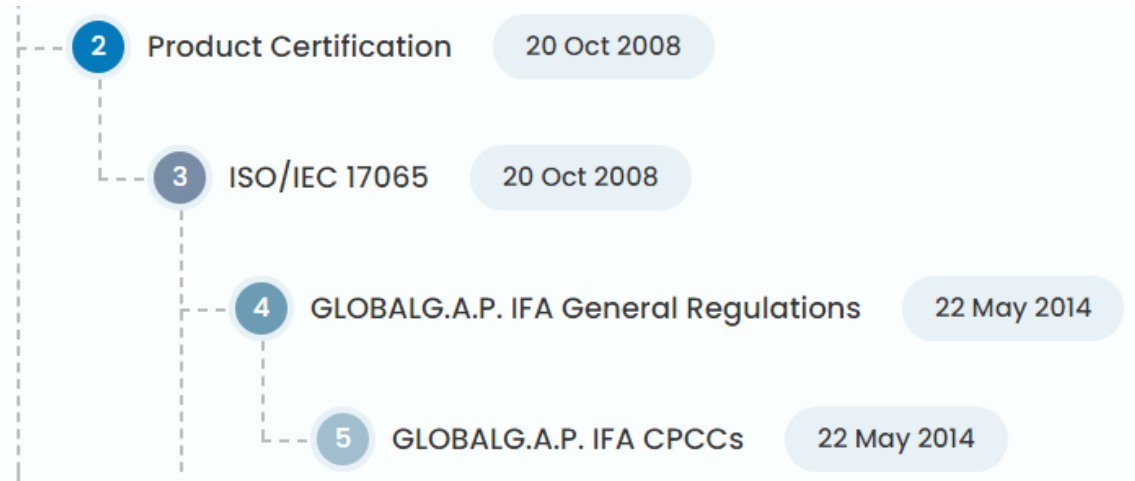 2 Product Certification 20 Oct 2008
3 ISO/IEC 17065 20 Oct 2008
4 GLOBALG.A.P. IFA General Regulations 22 May 2014
5 GLOBALG.A.P. IFA CPCCs 22 May 2014